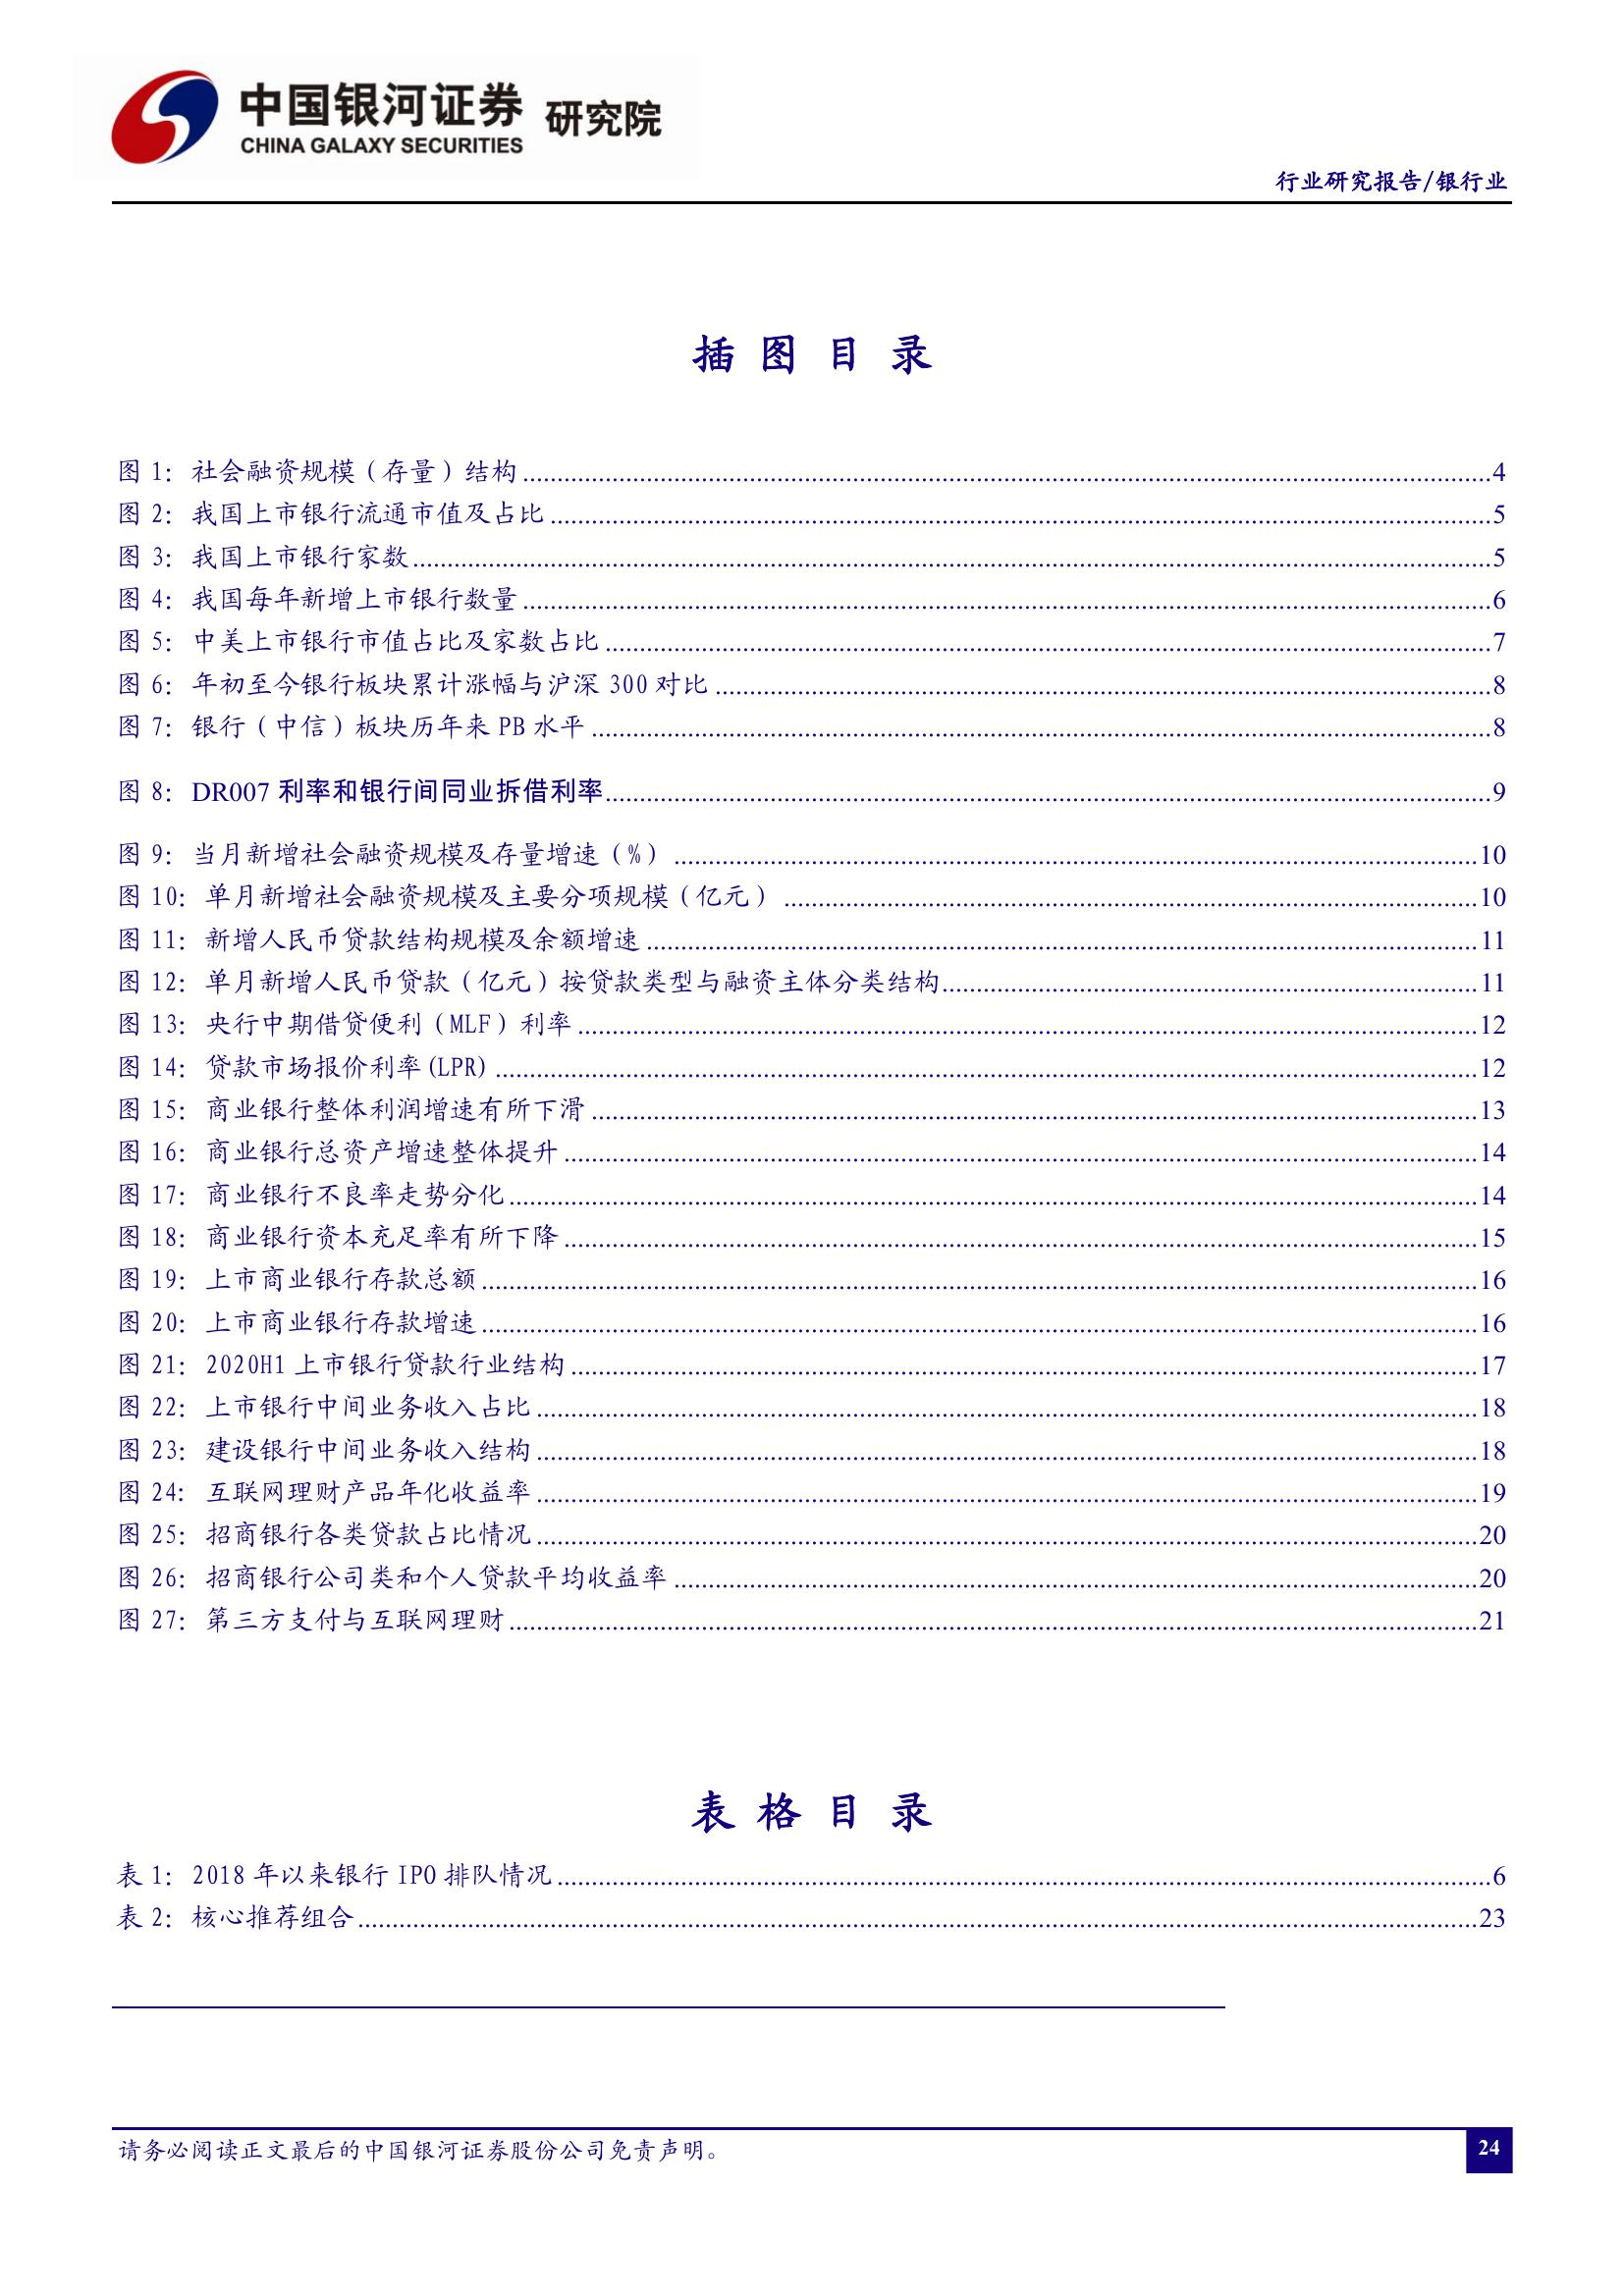 中国银河证券 研究院
CHINA GALAXY SECURITIES
行业研究报告/银行业
插 图 目 录
图 1：社会融资规模（存量）结构........4
图 2：我国上市银行流通市值及占比........5
图 3：我国上市银行家数........5
图 4：我国每年新增上市银行数量........6
图 5：中美上市银行市值占比及家数占比........7
图 6：年初至今银行板块累计涨幅与沪深 300 对比........8
图 7：银行（中信）板块历年来 PB 水平........8
图 8：DR007 利率和银行间同业拆借利率........9
图 9：当月新增社会融资规模及存量增速（%）........10
图 10：单月新增社会融资规模及主要分项规模（亿元）........10
图 11：新增人民币贷款结构规模及余额增速........11
图 12：单月新增人民币贷款（亿元）按贷款类型与融资主体分类结构........11
图 13：央行中期借贷便利（MLF）利率........12
图 14：贷款市场报价利率(LPR)........12
图 15：商业银行整体利润增速有所下滑........13
图 16：商业银行总资产增速整体提升........14
图 17：商业银行不良率走势分化........14
图 18：商业银行资本充足率有所下降........15
图 19：上市商业银行存款总额........16
图 20：上市商业银行存款增速........16
图 21：2020H1 上市银行贷款行业结构........17
图 22：上市银行中间业务收入占比........18
图 23：建设银行中间业务收入结构........18
图 24：互联网理财产品年化收益率........19
图 25：招商银行各类贷款占比情况........20
图 26：招商银行公司类和个人贷款平均收益率........20
图 27：第三方支付与互联网理财........21
表 格 目 录
表 1：2018 年以来银行 IPO 排队情况........6
表 2：核心推荐组合........23
请务必阅读正文最后的中国银河证券股份公司免责声明。
24